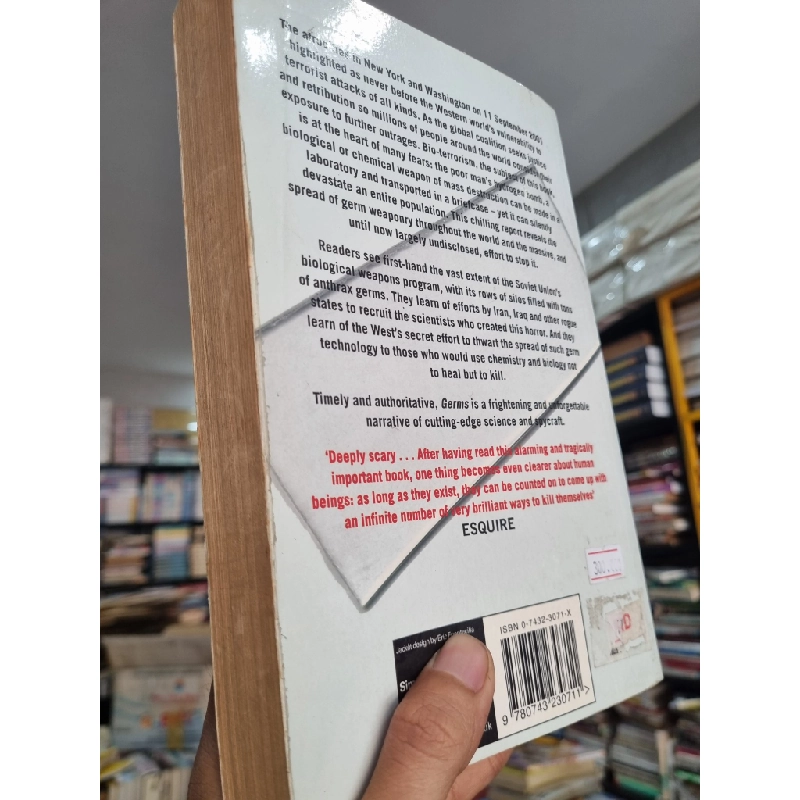 The atrocities in New York and Washington on 11 September 2001
highlighted as never before the Western world's vulnerability to
terrorist attacks of all kinds. As the global coalition seeks justice
and retribution so millions of people around the world consider their
exposure to further outrages. Bio-terrorism, the subject of this book,
is at the heart of many fears: the poor man's hydrogen bomb, a
biological or chemical weapon of mass destruction can be made in a
laboratory and transported in a briefcase – yet it can silently
devastate an entire population. This chilling report reveals the
spread of germ weaponry throughout the world and the massive, and
until now largely undisclosed, effort to stop it.
Readers see first-hand the vast extent of the Soviet Union's
biological weapons program, with its rows of silos filled with tons
of anthrax germs. They learn of efforts by Iran, Iraq and other rogue
states to recruit the scientists who created this horror. And they
learn of the West's secret effort to thwart the spread of such germ
technology to those who would use chemistry and biology not
to heal but to kill.
Timely and authoritative, Germs is a frightening and unforgettable
narrative of cutting-edge science and spycraft.
'Deeply scary . . . After having read this alarming and tragically
important book, one thing becomes even clearer about human
beings: as long as they exist, they can be counted on to come up with
an infinite number of very brilliant ways to kill themselves'
ESQUIRE
design by
ISBN 0-7432-3071-X
9 780743 230711 >